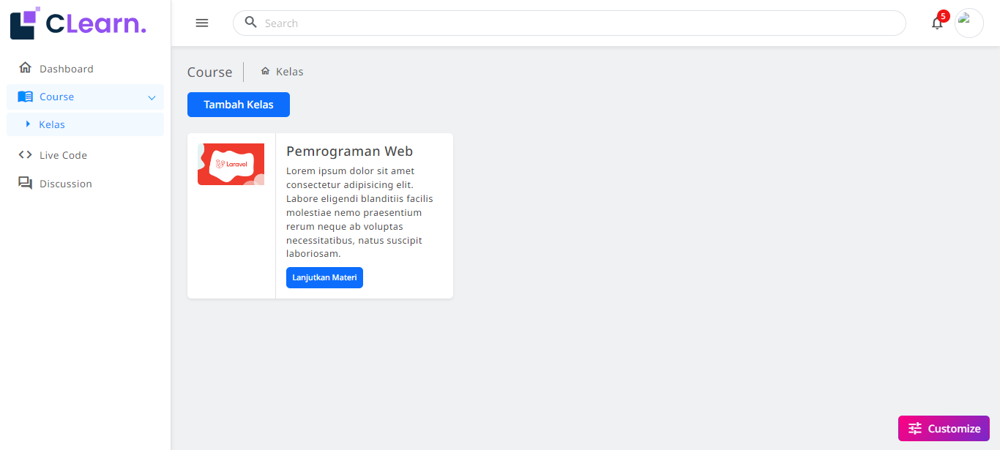 CLearn.
Search
5
Dashboard
Course
Kelas
Live Code
Discussion
Course
Kelas
Tambah Kelas
Laravel
Pemrograman Web
Lorem ipsum dolor sit amet
consectetur adipisicing elit.
Labore eligendi blanditiis facilis
molestiae nemo praesentium
rerum neque ab voluptas
necessitatibus, natus suscipit
laboriosam.
Lanjutkan Materi
Customize